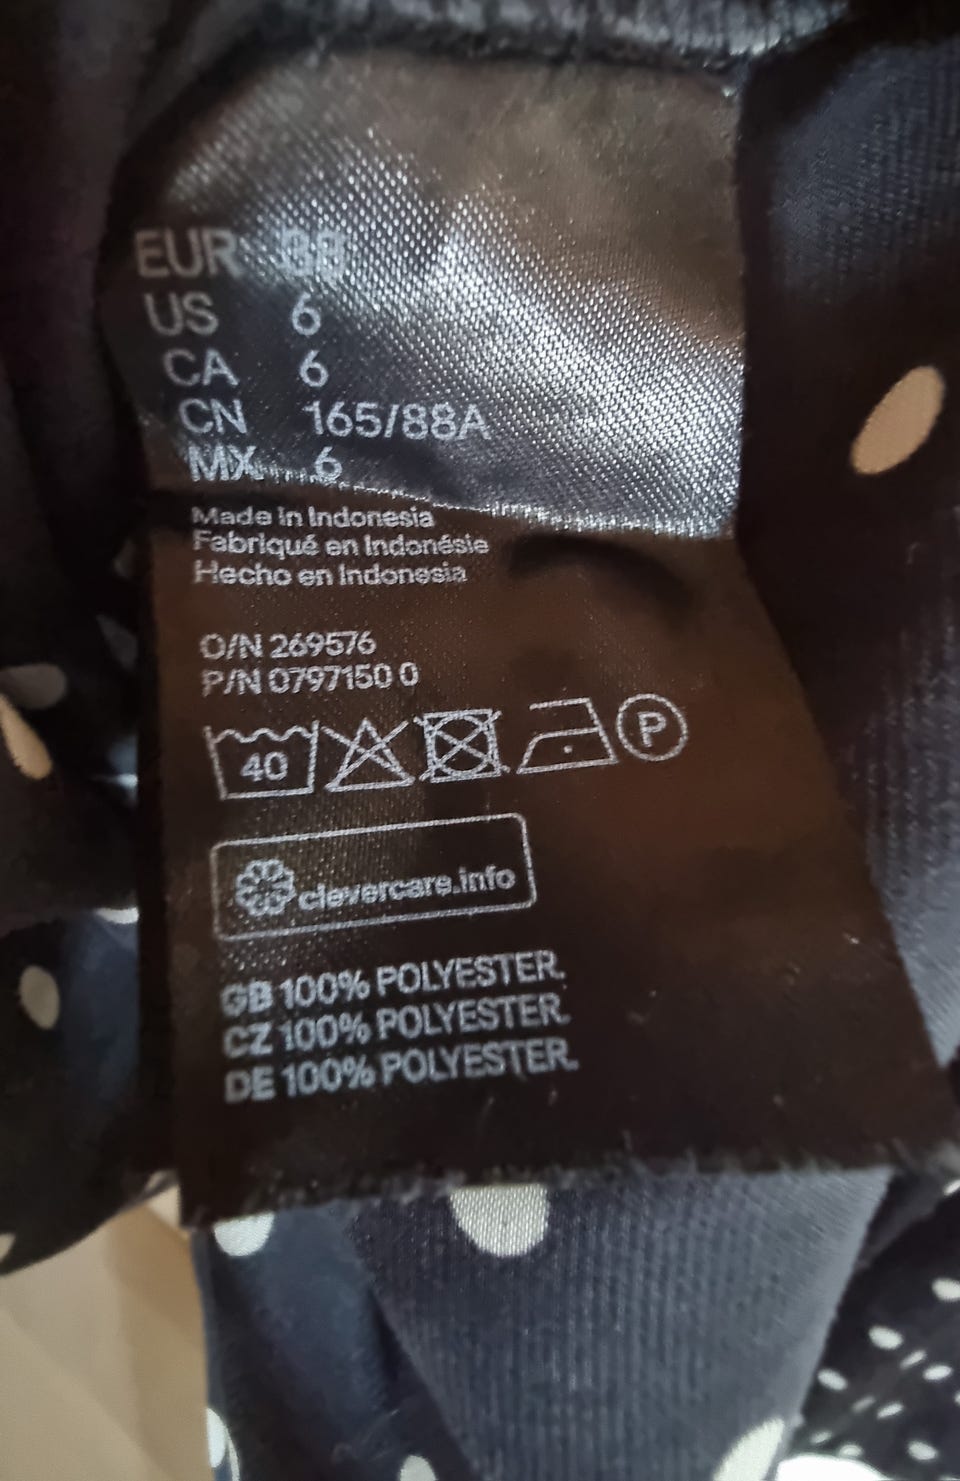 EUR 38
US 6
CA 6
CN 165/88A
MX 6
Made in Indonesia
Fabriqué en Indonésie
Hecho en Indonesia
O/N 269576
P/N 0797150 0
40 P
clevercare.info
GB 100% POLYESTER.
CZ 100% POLYESTER.
DE 100% POLYESTER.